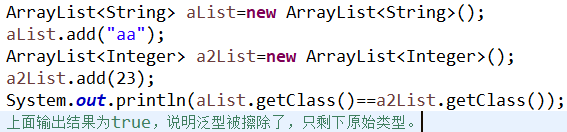 ArrayList<String> aList=new ArrayList<String>();
aList.add("aa");
ArrayList<Integer> a2List=new ArrayList<Integer>();
a2List.add(23);
System.out.println(aList.getClass()==a2List.getClass());
上面输出结果为true，说明泛型被擦除了，只剩下原始类型。